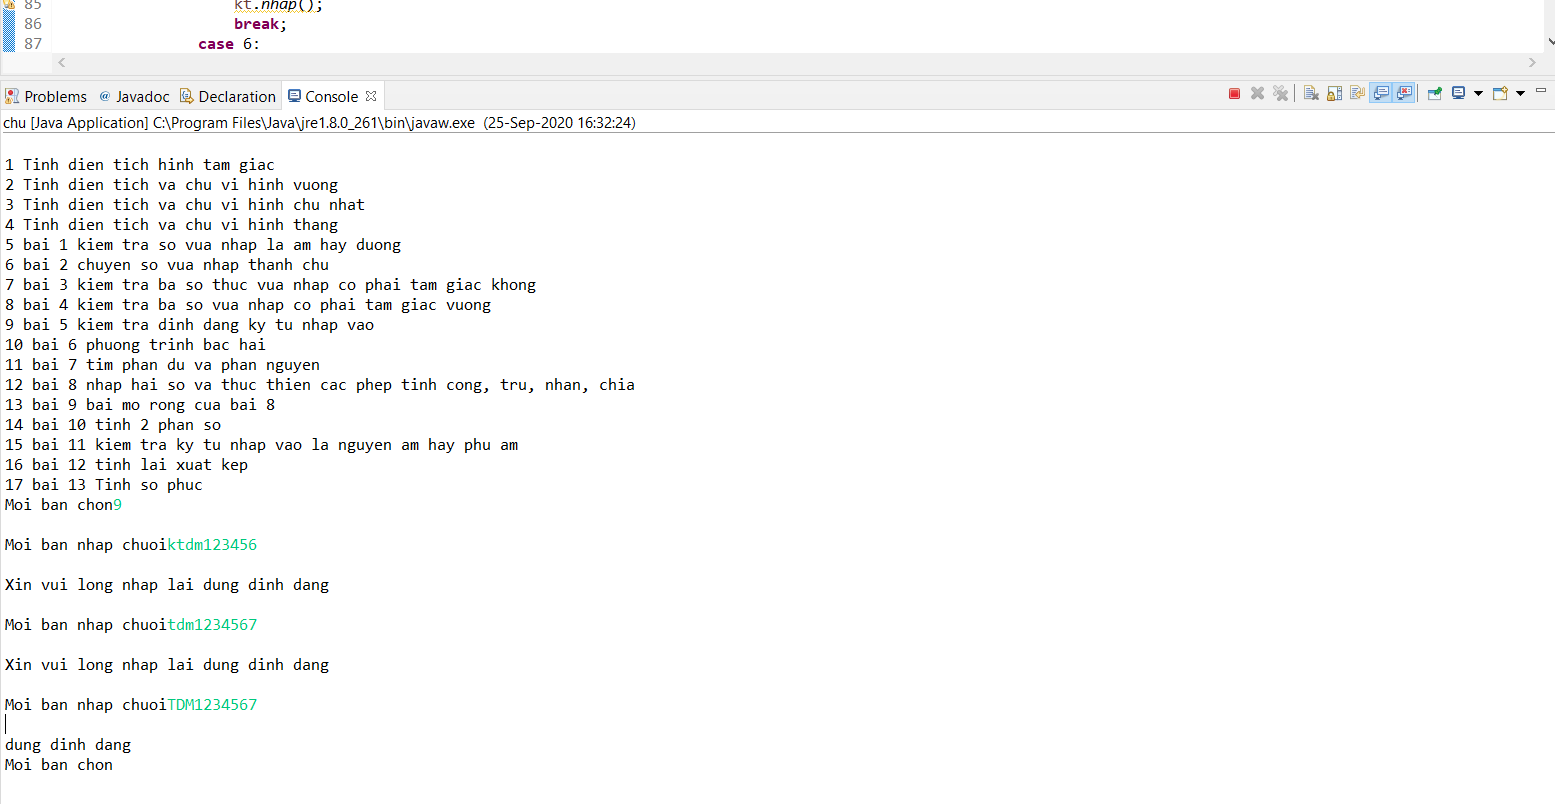 85 kt.nhap();
86 break;
87 case 6:
Problems @ Javadoc Declaration Console
chu [Java Application] C:\Program Files\Java\jre1.8.0_261\bin\javaw.exe (25-Sep-2020 16:32:24)
1 Tinh dien tich hinh tam giac
2 Tinh dien tich va chu vi hinh vuong
3 Tinh dien tich va chu vi hinh chu nhat
4 Tinh dien tich va chu vi hinh thang
5 bai 1 kiem tra so vua nhap la am hay duong
6 bai 2 chuyen so vua nhap thanh chu
7 bai 3 kiem tra ba so thuc vua nhap co phai tam giac khong
8 bai 4 kiem tra ba so vua nhap co phai tam giac vuong
9 bai 5 kiem tra dinh dang ky tu nhap vao
10 bai 6 phuong trinh bac hai
11 bai 7 tim phan du va phan nguyen
12 bai 8 nhap hai so va thuc thien cac phep tinh cong, tru, nhan, chia
13 bai 9 bai mo rong cua bai 8
14 bai 10 tinh 2 phan so
15 bai 11 kiem tra ky tu nhap vao la nguyen am hay phu am
16 bai 12 tinh lai xuat kep
17 bai 13 Tinh so phuc
Moi ban chon9
Moi ban nhap chuoiktdm123456
Xin vui long nhap lai dung dinh dang
Moi ban nhap chuoitdm1234567
Xin vui long nhap lai dung dinh dang
Moi ban nhap chuoiTDM1234567
dung dinh dang
Moi ban chon